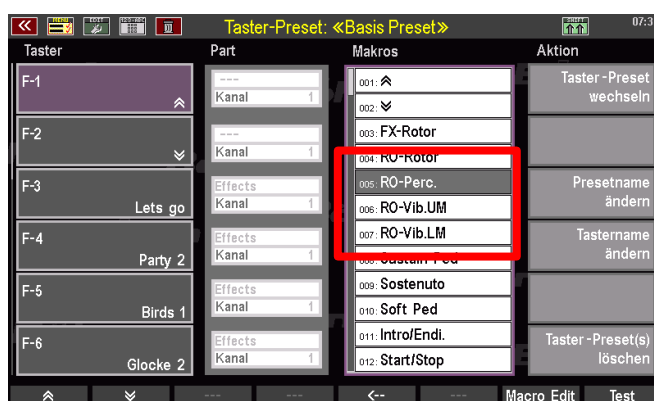 MENU EDIT Taster-Preset: «Basis Preset» SHIFT 07:3
Taster Part Makros Aktion
F-1
---
Kanal 1
F-2
---
Kanal 1
F-3
Lets go
Effects
Kanal 1
F-4
Party 2
Effects
Kanal 1
F-5
Birds 1
Effects
Kanal 1
F-6
Glocke 2
Effects
Kanal 1
001:
002:
003: FX-Rotor
004: RO-Rotor
005: RO-Perc.
006: RO-Vib.UM
007: RO-Vib.LM
008: Sustain Ped
009: Sostenuto
010: Soft Ped
011: Intro/Endi.
012: Start/Stop
Taster-Preset
wechseln
Presetname
ändern
Tastername
ändern
Taster-Preset(s)
löschen
--- --- <-- --- Macro Edit Test